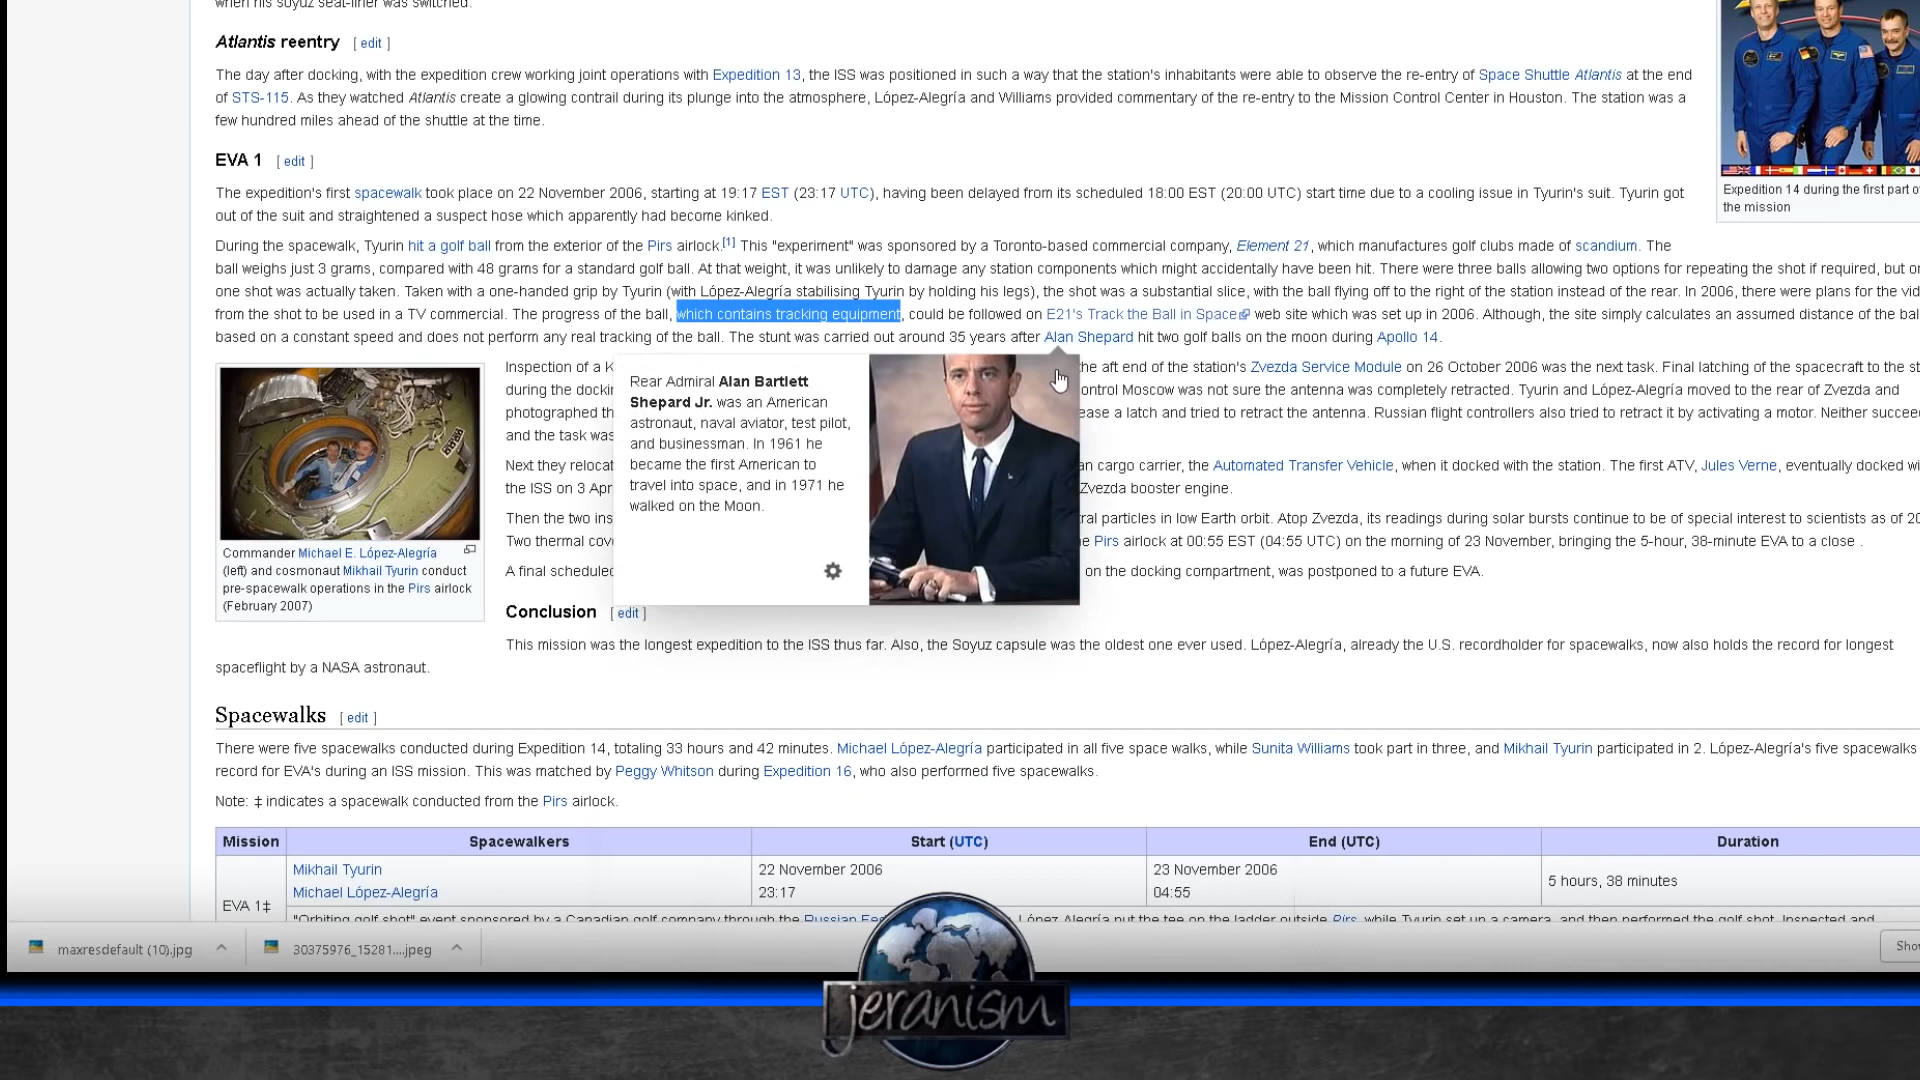 when his soyuz seat-liner was switched.
Atlantis reentry [ edit ]
The day after docking, with the expedition crew working joint operations with Expedition 13, the ISS was positioned in such a way that the station's inhabitants were able to observe the re-entry of Space Shuttle Atlantis at the end
of STS-115. As they watched Atlantis create a glowing contrail during its plunge into the atmosphere, López-Alegría and Williams provided commentary of the re-entry to the Mission Control Center in Houston. The station was a
few hundred miles ahead of the shuttle at the time.
Expedition 14 during the first part of
the mission
EVA 1 [ edit ]
The expedition's first spacewalk took place on 22 November 2006, starting at 19:17 EST (23:17 UTC), having been delayed from its scheduled 18:00 EST (20:00 UTC) start time due to a cooling issue in Tyurin's suit. Tyurin got
out of the suit and straightened a suspect hose which apparently had become kinked.
During the spacewalk, Tyurin hit a golf ball from the exterior of the Pirs airlock.[1] This "experiment" was sponsored by a Toronto-based commercial company, Element 21, which manufactures golf clubs made of scandium. The
ball weighs just 3 grams, compared with 48 grams for a standard golf ball. At that weight, it was unlikely to damage any station components which might accidentally have been hit. There were three balls allowing two options for repeating the shot if required, but
one shot was actually taken. Taken with a one-handed grip by Tyurin (with López-Alegría stabilising Tyurin by holding his legs), the shot was a substantial slice, with the ball flying off to the right of the station instead of the rear. In 2006, there were plans for the
from the shot to be used in a TV commercial. The progress of the ball, which contains tracking equipment, could be followed on E21's Track the Ball in Space web site which was set up in 2006. Although, the site simply calculates an assumed distance of the
based on a constant speed and does not perform any real tracking of the ball. The stunt was carried out around 35 years after Alan Shepard hit two golf balls on the moon during Apollo 14.
Commander Michael E. López-Alegría
(left) and cosmonaut Mikhail Tyurin conduct
pre-spacewalk operations in the Pirs airlock
(February 2007)
Inspection of a K
during the dockin
photographed th
and the task was
Next they relocat
the ISS on 3 Apr
Then the two ins
Two thermal cov
A final scheduled
Rear Admiral Alan Bartlett
Shepard Jr. was an American
astronaut, naval aviator, test pilot,
and businessman. In 1961 he
became the first American to
travel into space, and in 1971 he
walked on the Moon.
he aft end of the station's Zvezda Service Module on 26 October 2006 was the next task. Final latching of the spacecraft to the st
ontrol Moscow was not sure the antenna was completely retracted. Tyurin and López-Alegría moved to the rear of Zvezda and
ease a latch and tried to retract the antenna. Russian flight controllers also tried to retract it by activating a motor. Neither succee
an cargo carrier, the Automated Transfer Vehicle, when it docked with the station. The first ATV, Jules Verne, eventually docked wi
Zvezda booster engine.
ral particles in low Earth orbit. Atop Zvezda, its readings during solar bursts continue to be of special interest to scientists as of 20
e Pirs airlock at 00:55 EST (04:55 UTC) on the morning of 23 November, bringing the 5-hour, 38-minute EVA to a close .
on the docking compartment, was postponed to a future EVA.
Conclusion [ edit ]
This mission was the longest expedition to the ISS thus far. Also, the Soyuz capsule was the oldest one ever used. López-Alegría, already the U.S. recordholder for spacewalks, now also holds the record for longest
spaceflight by a NASA astronaut.
Spacewalks [ edit ]
There were five spacewalks conducted during Expedition 14, totaling 33 hours and 42 minutes. Michael López-Alegría participated in all five space walks, while Sunita Williams took part in three, and Mikhail Tyurin participated in 2. López-Alegría's five spacewalks
record for EVA's during an ISS mission. This was matched by Peggy Whitson during Expedition 16, who also performed five spacewalks.
Note: ‡ indicates a spacewalk conducted from the Pirs airlock.
Mission Spacewalkers Start (UTC) End (UTC) Duration
EVA 1‡
Mikhail Tyurin
Michael López-Alegría
22 November 2006
23:17
23 November 2006
04:55
5 hours, 38 minutes
"Orbiting golf shot" event sponsored by a Canadian golf company through the Russian Fed López Alegría put the tee on the ladder outside Pirs, while Tyurin set up a camera, and then performed the golf shot. Inspected and
maxresdefault (10).jpg
30375976_15281....jpeg
Show
jeranism